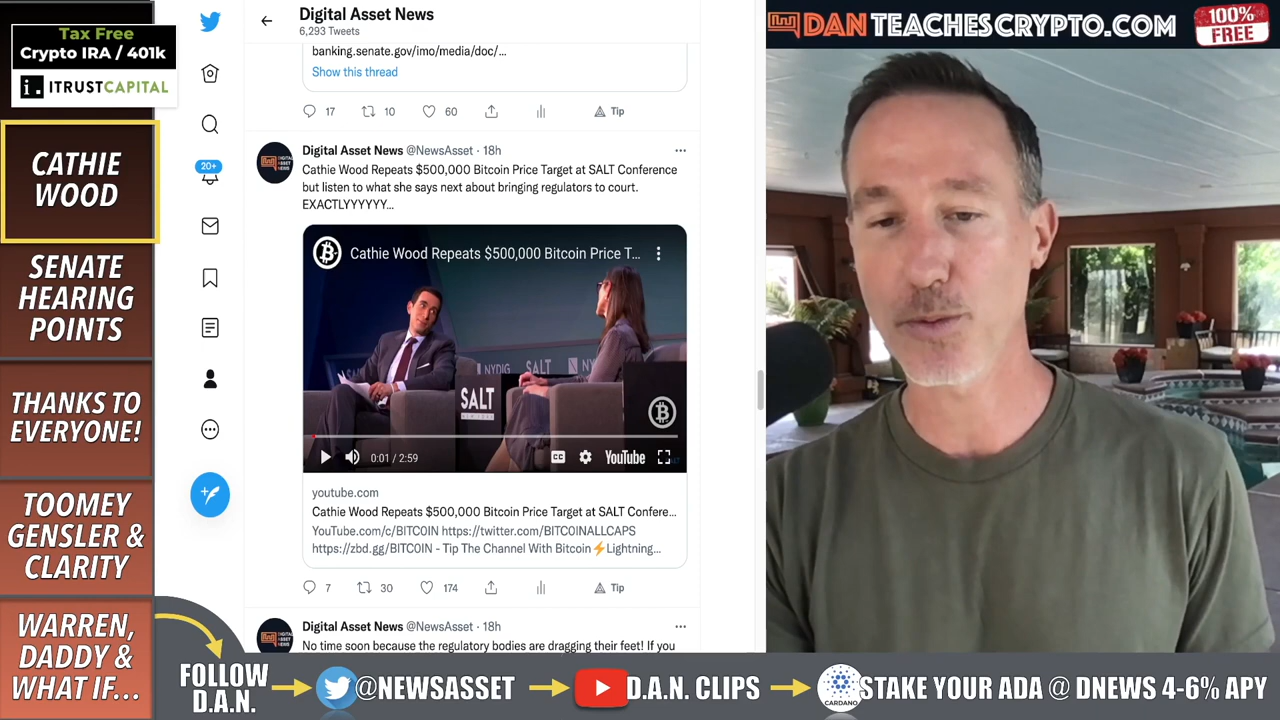 Tax Free
Crypto IRA / 401k
i. ITRUSTCAPITAL
CATHIE
WOOD
SENATE
HEARING
POINTS
THANKS TO
EVERYONE!
TOOMEY
GENSLER &
CLARITY
WARREN,
DADDY &
WHAT IF...
20+
Digital Asset News
6,293 Tweets
banking.senate.gov/imo/media/doc/...
Show this thread
17 10 60 Tip
Digital Asset News @NewsAsset · 18h
Cathie Wood Repeats $500,000 Bitcoin Price Target at SALT Conference
but listen to what she says next about bringing regulators to court.
EXACTLYYYYYY...
Cathie Wood Repeats $500,000 Bitcoin Price T...
NYDIG SALT
SALT
0:01 / 2:59 CC YouTube
youtube.com
Cathie Wood Repeats $500,000 Bitcoin Price Target at SALT Confere...
YouTube.com/c/BITCOIN https://twitter.com/BITCOINALLCAPS
https://zbd.gg/BITCOIN - Tip The Channel With Bitcoin⚡Lightning...
7 30 174 Tip
Digital Asset News @NewsAsset · 18h
No time soon because the regulatory bodies are dragging their feet! If you
DANTEACHESCRYPTO.COM
100%
FREE
FOLLOW
D.A.N.
@NEWSASSET
D.A.N. CLIPS
CARDANO
STAKE YOUR ADA @ DNEWS 4-6% APY